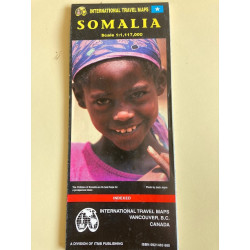 INTERNATIONAL TRAVEL MAPS
SOMALIA
Scale 1:1,117,000
INDEXED
INTERNATIONAL TRAVEL MAPS
VANCOUVER, B.C.
CANADA
A DIVISION OF ITMB PUBLISHING